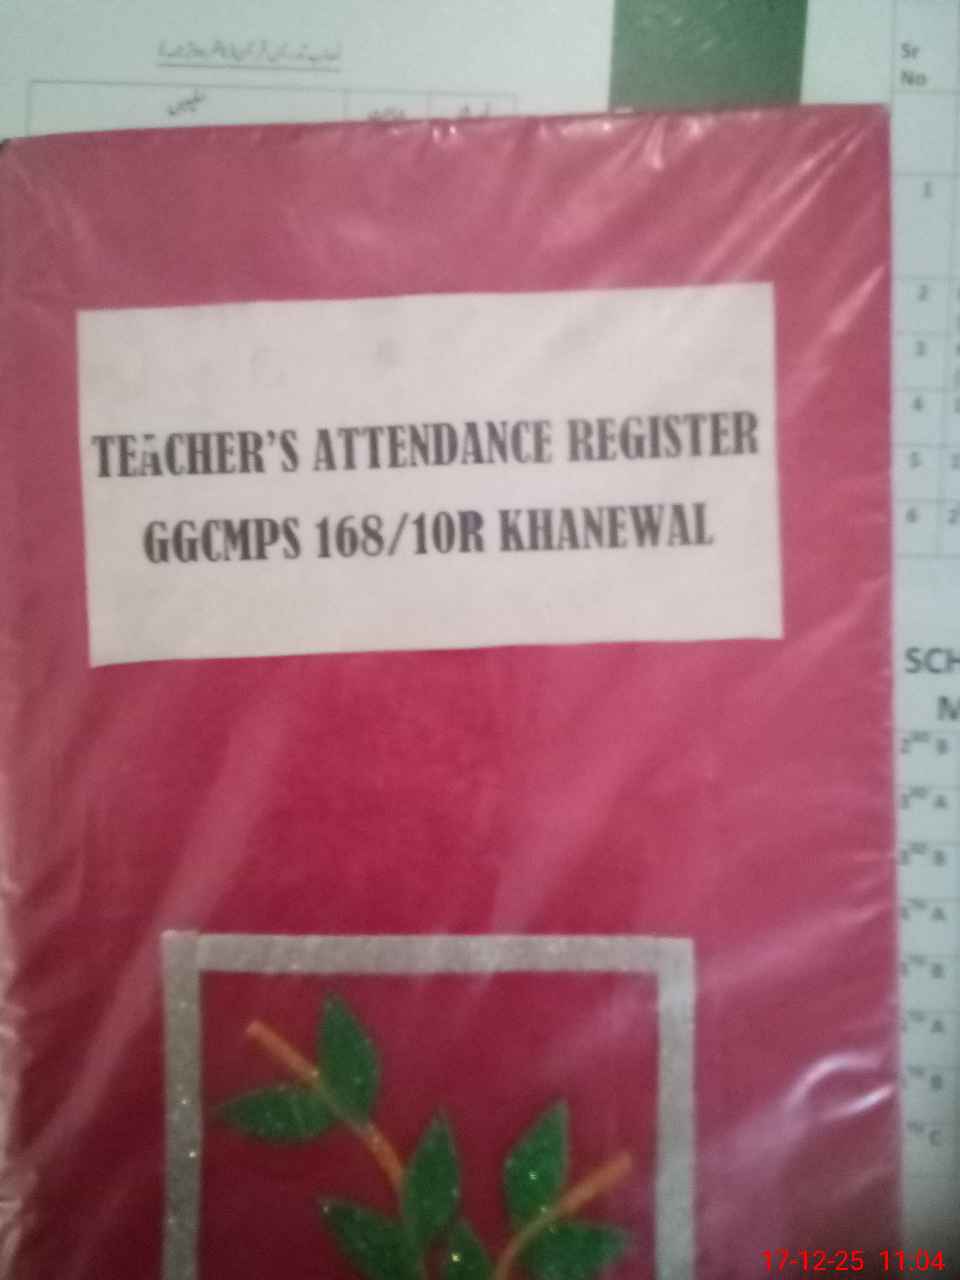 Sr
No
1
2
3
4
5
6 2
TEACHER'S ATTENDANCE REGISTER
GGCMPS 168/10R KHANEWAL
SCH
M
B
A
B
A
B
A
B
C
17-12-25 11:04